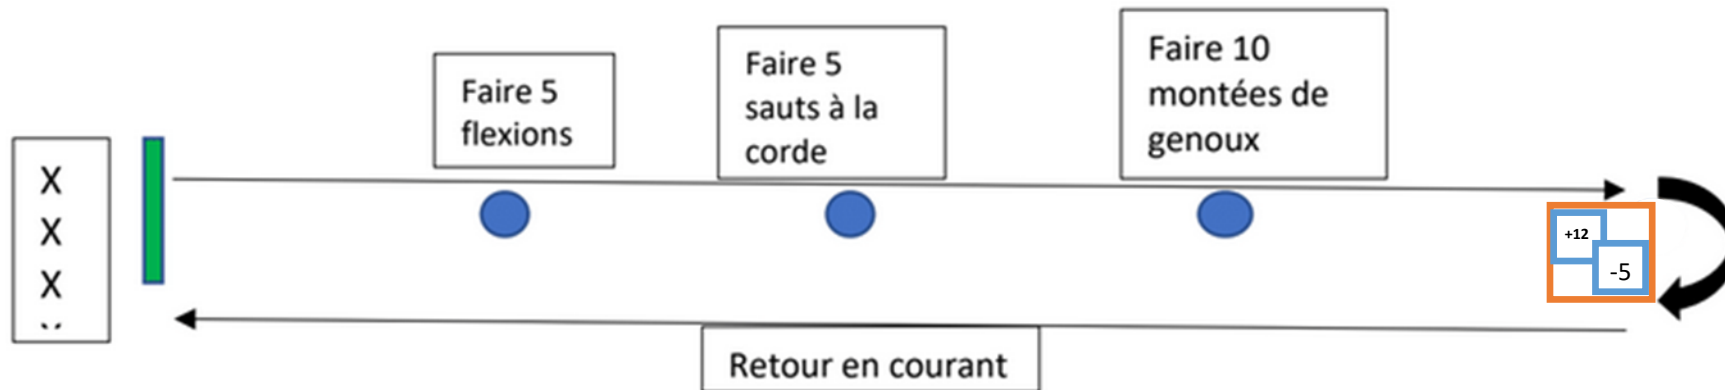 Faire 5
flexions
Faire 5
sauts à la
corde
Faire 10
montées de
genoux
X
X
X
+12
-5
Retour en courant